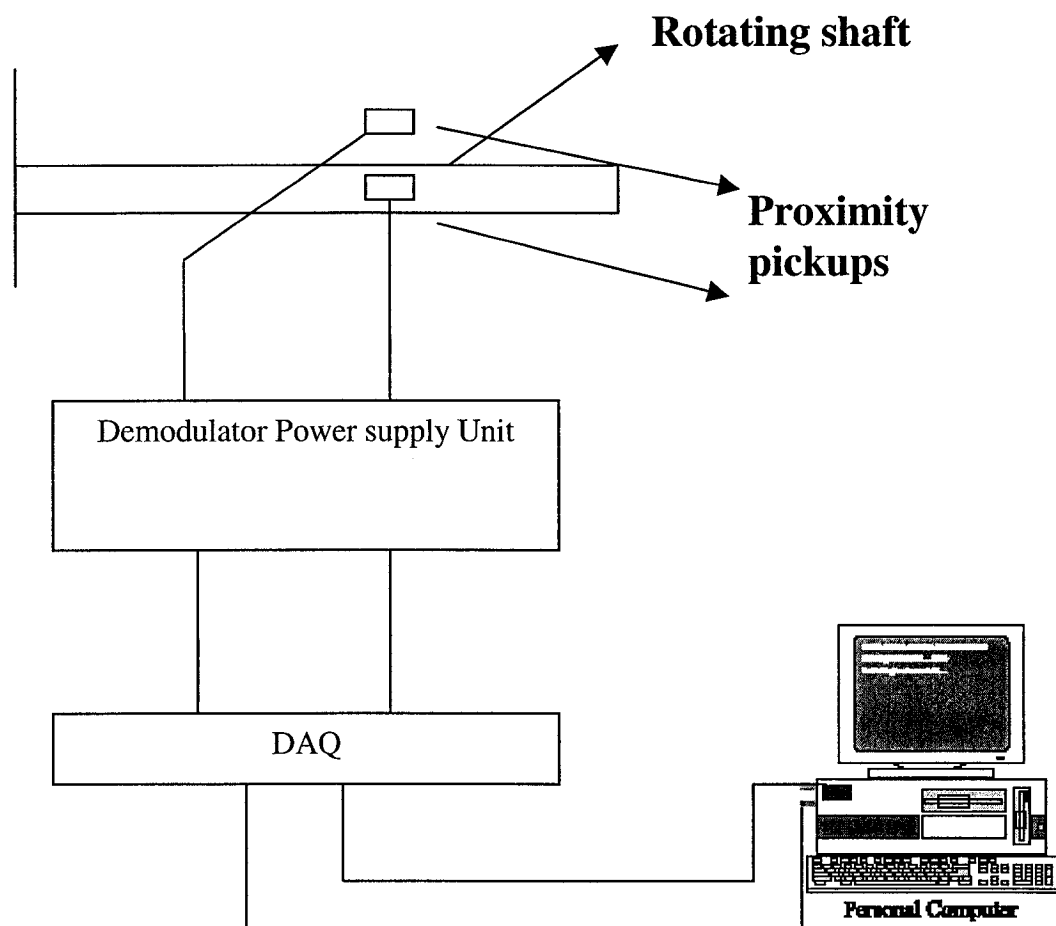 Rotating shaft
Proximity
pickups
Demodulator Power supply Unit
DAQ
Personal Computer